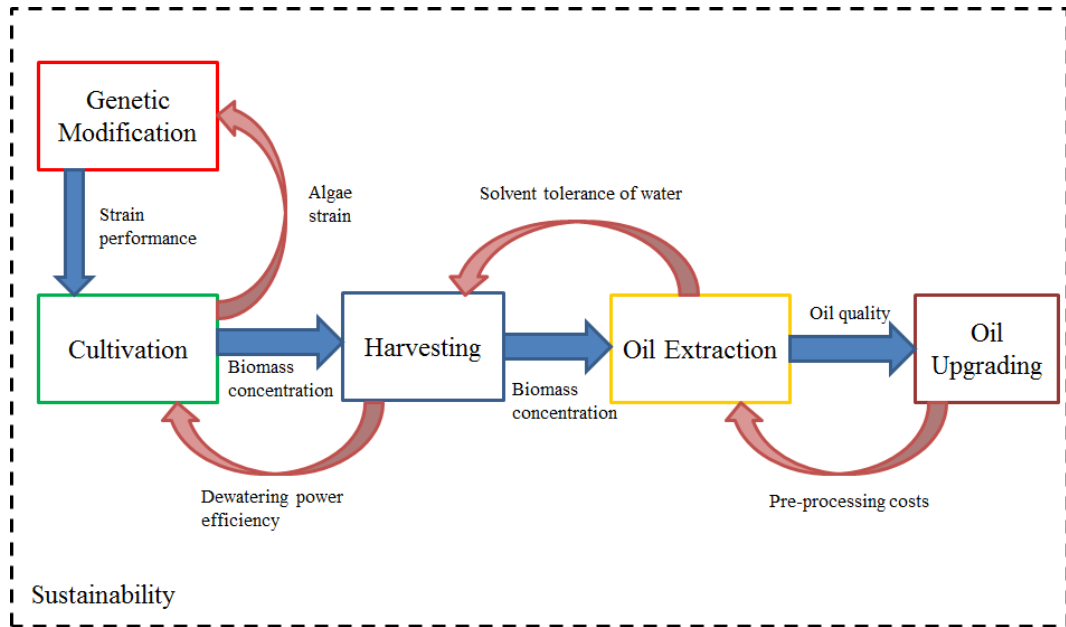 Genetic
Modification
Strain
performance
Algae
strain
Solvent tolerance of water
Cultivation
Biomass
concentration
Harvesting
Biomass
concentration
Oil Extraction
Oil quality
Oil
Upgrading
Dewatering power
efficiency
Pre-processing costs
Sustainability